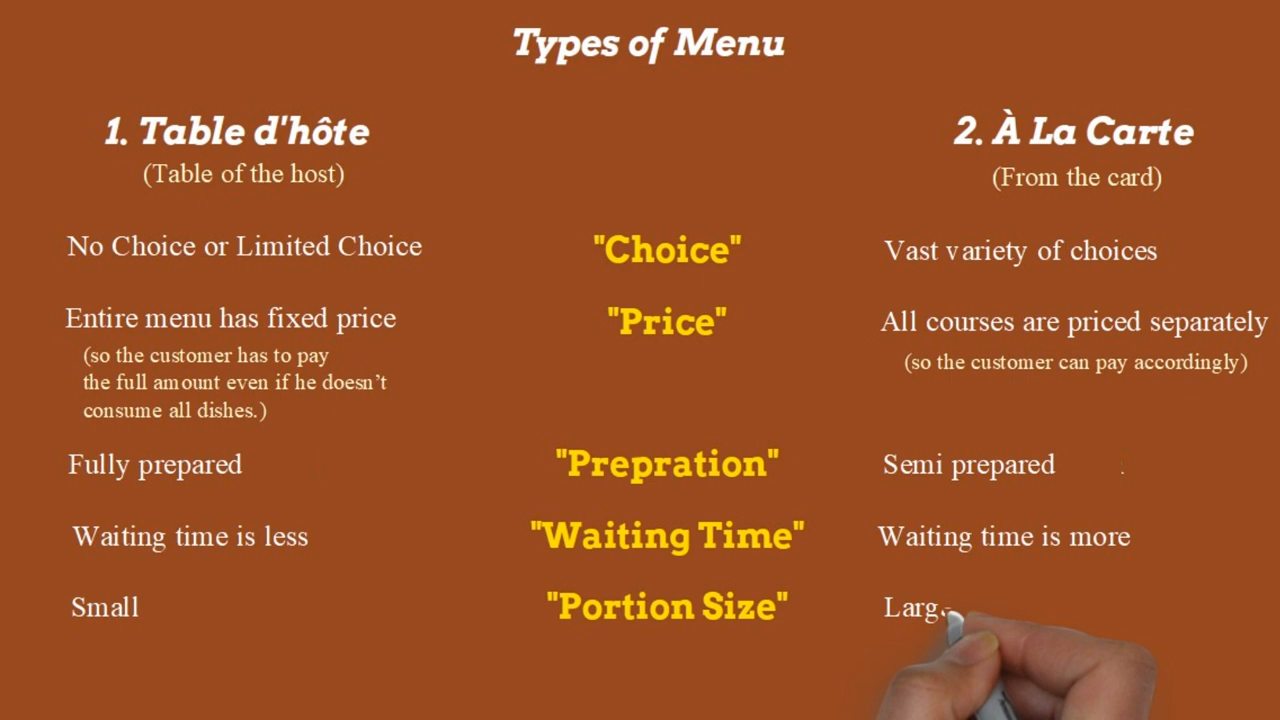 Types of Menu
1. Table d'hôte
2. À La Carte
(Table of the host)
(From the card)
No Choice or Limited Choice
"Choice"
Vast variety of choices
Entire menu has fixed price
"Price"
All courses are priced separately
(so the customer has to pay
the full amount even if he doesn’t
consume all dishes.)
(so the customer can pay accordingly)
Fully prepared
"Prepration"
Semi prepared
Waiting time is less
"Waiting Time"
Waiting time is more
Small
"Portion Size"